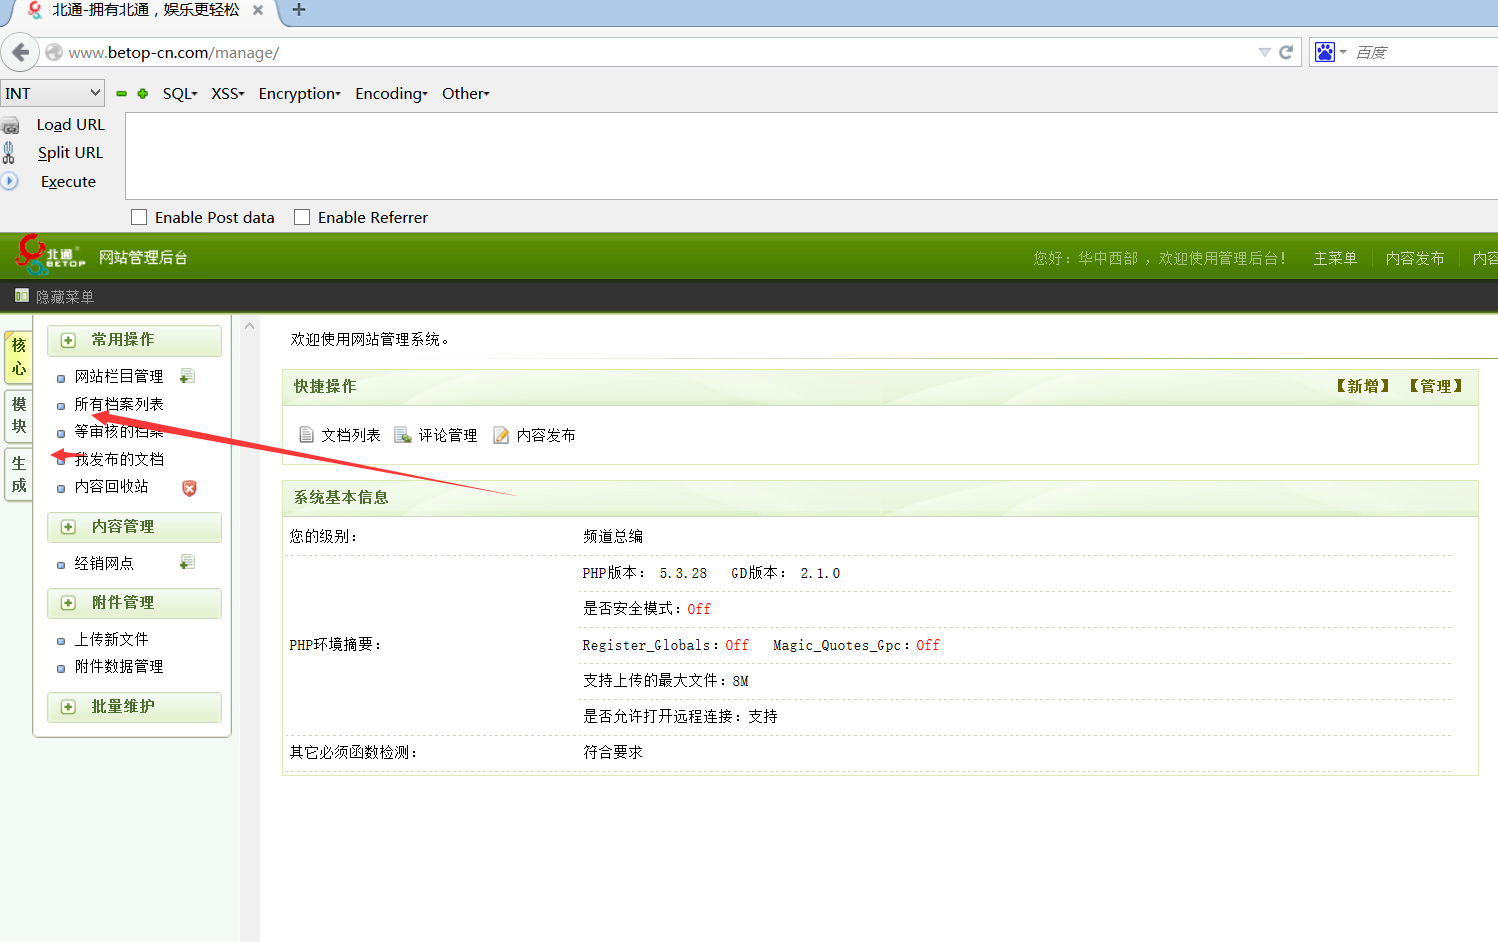 北通-拥有北通，娱乐更轻松
www.betop-cn.com/manage/
百度
INT
SQL
XSS
Encryption
Encoding
Other
Load URL
Split URL
Execute
Enable Post data
Enable Referrer
北通
BETOP
网站管理后台
您好：华中西部 ，欢迎使用管理后台！
主菜单
内容发布
内容
隐藏菜单
核心
模块
生成
常用操作
网站栏目管理
所有档案列表
等审核的档案
我发布的文档
内容回收站
内容管理
经销网点
附件管理
上传新文件
附件数据管理
批量维护
欢迎使用网站管理系统。
快捷操作
【新增】 【管理】
文档列表
评论管理
内容发布
系统基本信息
您的级别：
频道总编
PHP环境摘要：
PHP版本： 5.3.28 GD版本： 2.1.0
是否安全模式：Off
Register_Globals：Off Magic_Quotes_Gpc：Off
支持上传的最大文件：8M
是否允许打开远程连接：支持
其它必须函数检测：
符合要求